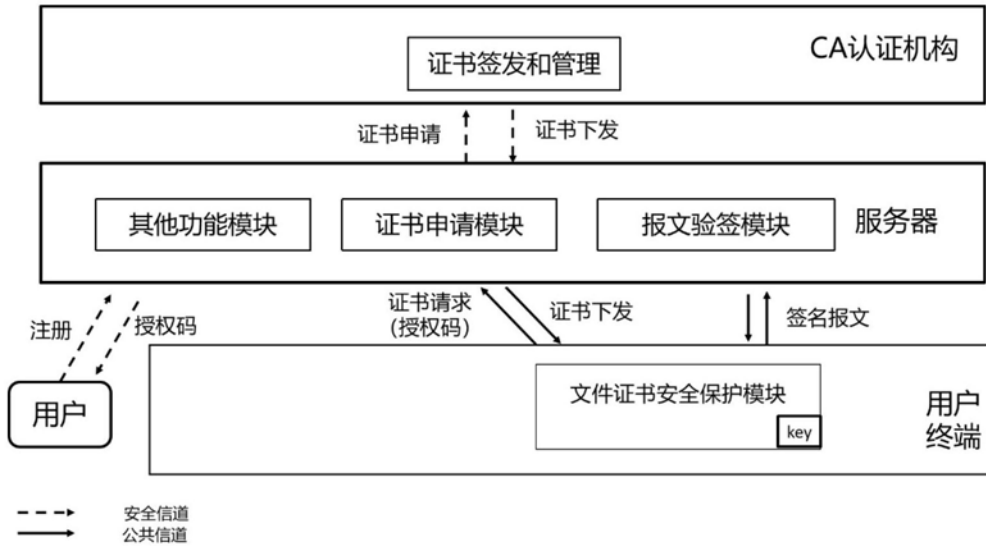 CA认证机构
证书签发和管理
证书申请
证书下发
其他功能模块
证书申请模块
报文验签模块
服务器
注册
授权码
证书请求
（授权码）
证书下发
签名报文
用户
文件证书安全保护模块
key
用户
终端
安全信道
公共信道